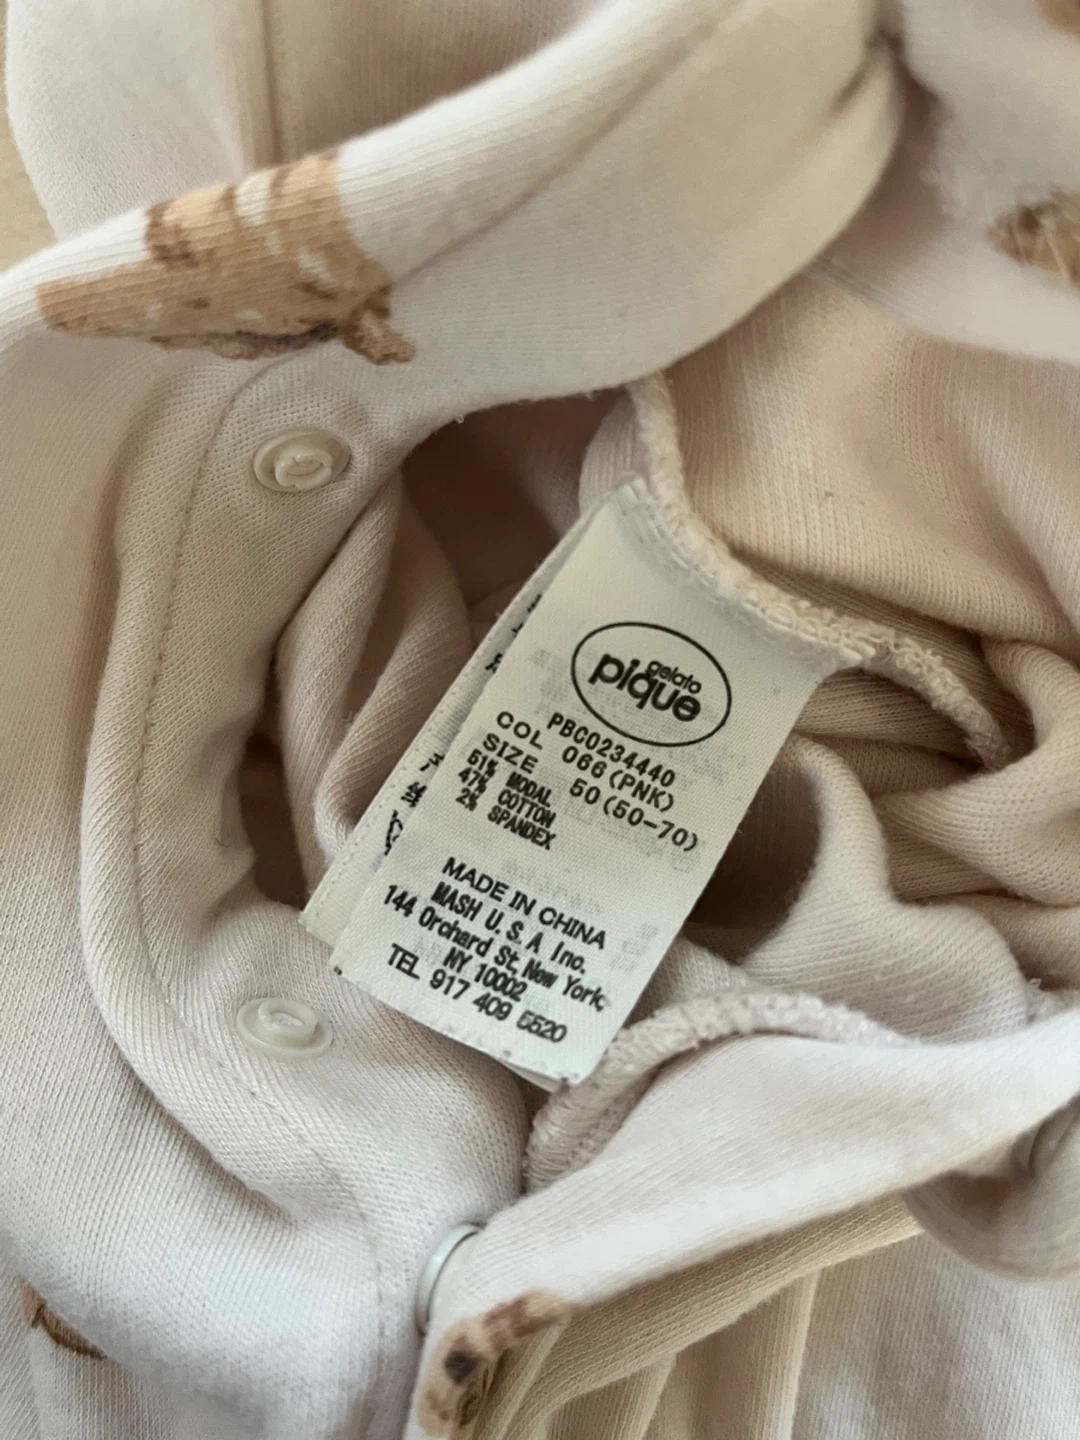 gelato
pique
PBCO234440
COL 066(PNK)
SIZE 50(50-70)
51% MODAL
47% COTTON
2% SPANDEX
MADE IN CHINA
MASH U.S.A Inc.
144 Orchard St, New York,
NY 10002
TEL 917 409 5520